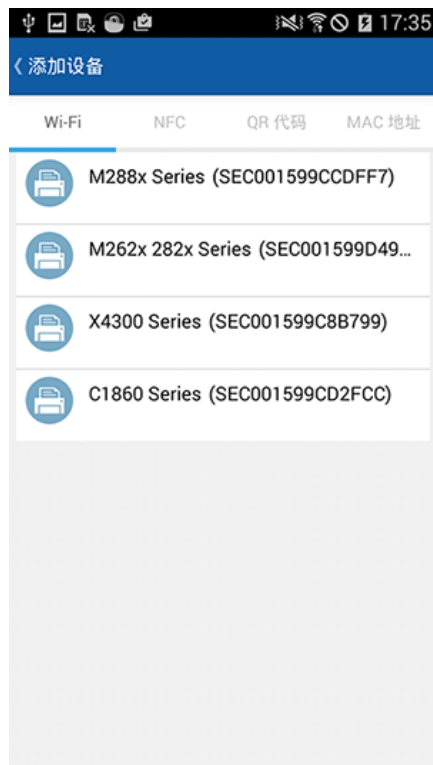 17:35
添加设备
Wi-Fi NFC QR 代码 MAC 地址
M288x Series (SEC001599CCDFF7)
M262x 282x Series (SEC001599D49...
X4300 Series (SEC001599C8B799)
C1860 Series (SEC001599CD2FCC)